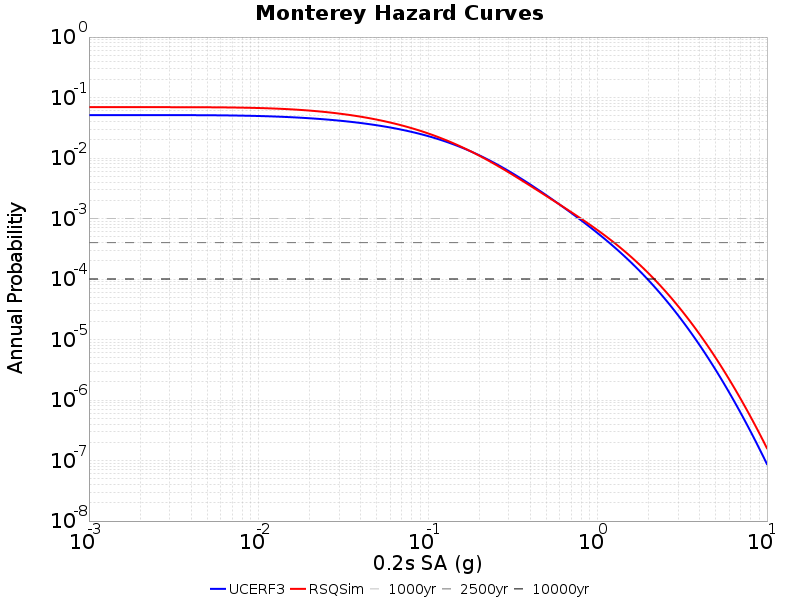 Monterey Hazard Curves
10^0
10^-1
10^-2
10^-3
10^-4
10^-5
10^-6
10^-7
10^-8
Annual Probabilitiy
10^-3 10^-2 10^-1 10^0 10^1
0.2s SA (g)
UCERF3 RSQSim 1000yr 2500yr 10000yr